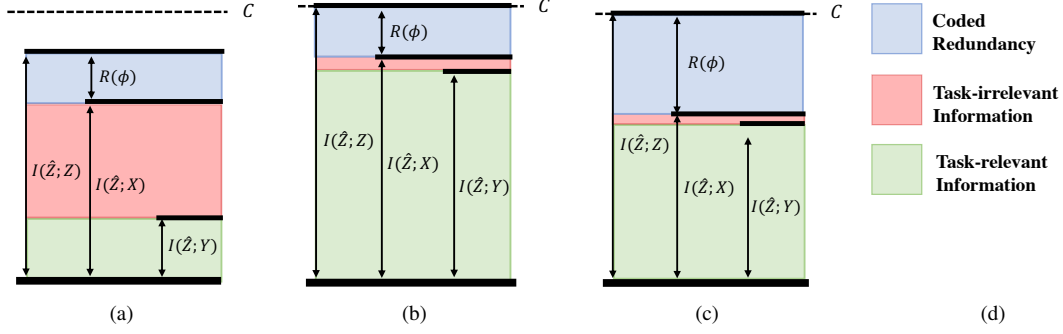 C
R(ϕ)
I(Ẑ;Z)
I(Ẑ;X)
I(Ẑ;Y)
(a)
C
R(ϕ)
I(Ẑ;Z)
I(Ẑ;X)
I(Ẑ;Y)
(b)
C
R(ϕ)
I(Ẑ;Z)
I(Ẑ;X)
I(Ẑ;Y)
(c)
Coded
Redundancy
Task-irrelevant
Information
Task-relevant
Information
(d)